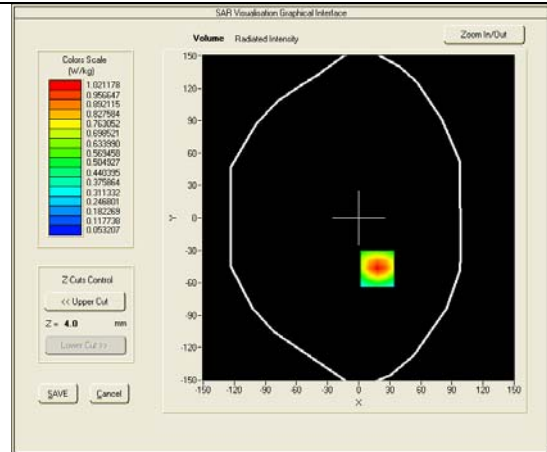 SAR Visualisation Graphical Interface
Volume Radiated Intensity
Zoom In/Out
Colors Scale
(W/kg)
1.021178
0.956647
0.892115
0.827584
0.763052
0.698521
0.633990
0.569458
0.504927
0.440395
0.375864
0.311332
0.246801
0.182269
0.117738
0.053207
Z Cuts Control
<< Upper Cut
Z = 4.0 mm
Lower Cut >>
SAVE Cancel
150
120
90
60
30
0
-30
-60
-90
-120
-150
Y
-150 -120 -90 -60 -30 0 30 60 90 120 150
X